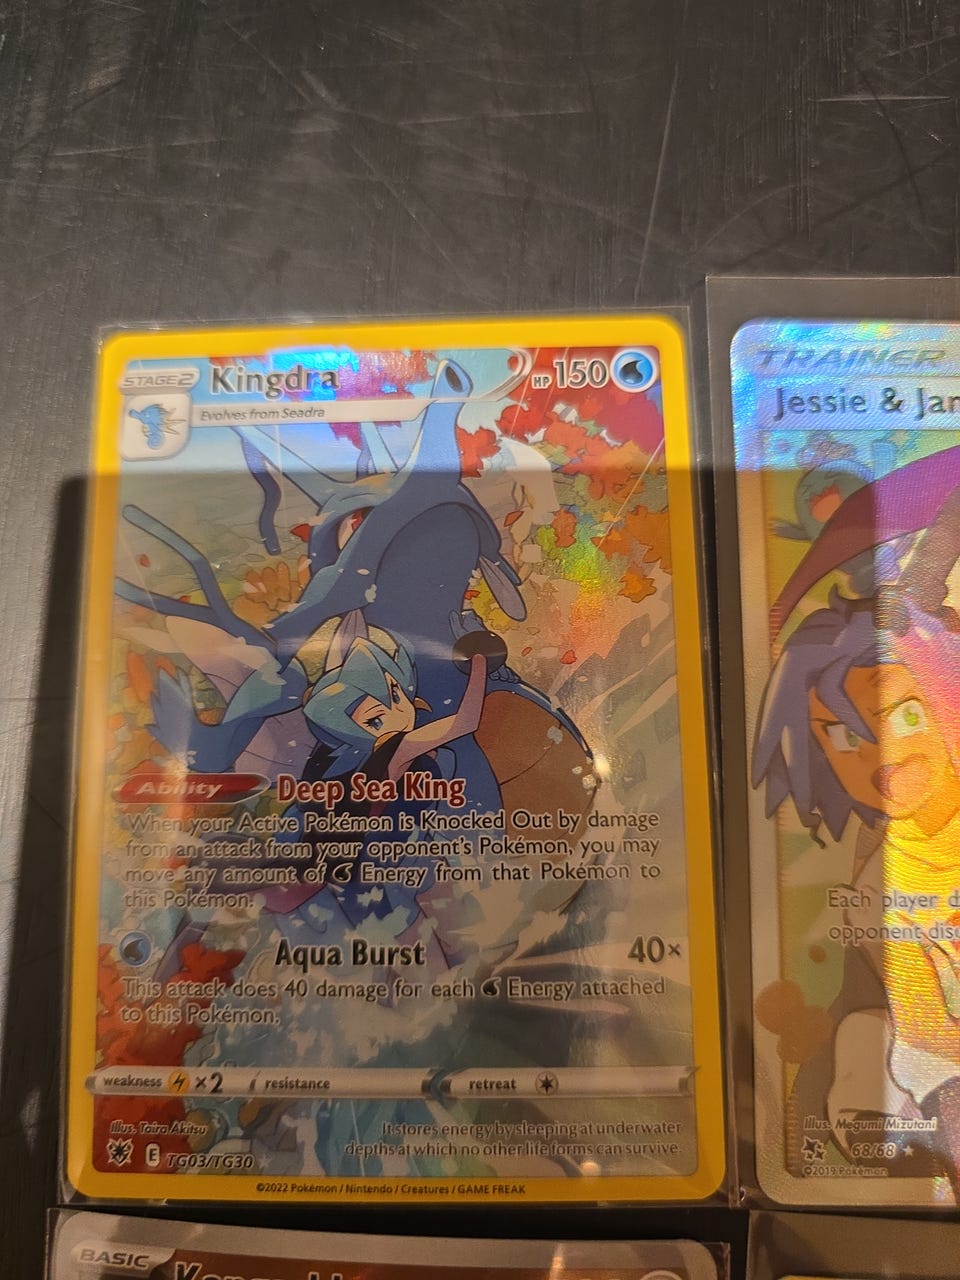 STAGE 2 Kingdra HP 150
Evolves from Seadra
Ability Deep Sea King
When your Active Pokémon is Knocked Out by damage
from an attack from your opponent's Pokémon, you may
move any amount of Energy from that Pokémon to
this Pokémon.
Aqua Burst 40×
This attack does 40 damage for each Energy attached
to this Pokémon.
weakness ×2 resistance retreat
Illus. Taira Akitsu
It stores energy by sleeping at underwater
depths at which no other life forms can survive.
E TG03/TG30
©2022 Pokémon / Nintendo / Creatures / GAME FREAK
TRAINER
Jessie & Jam
Each player d
opponent disc
Illus. Megumi Mizutani
68/68
©2019 Pokémon
BASIC